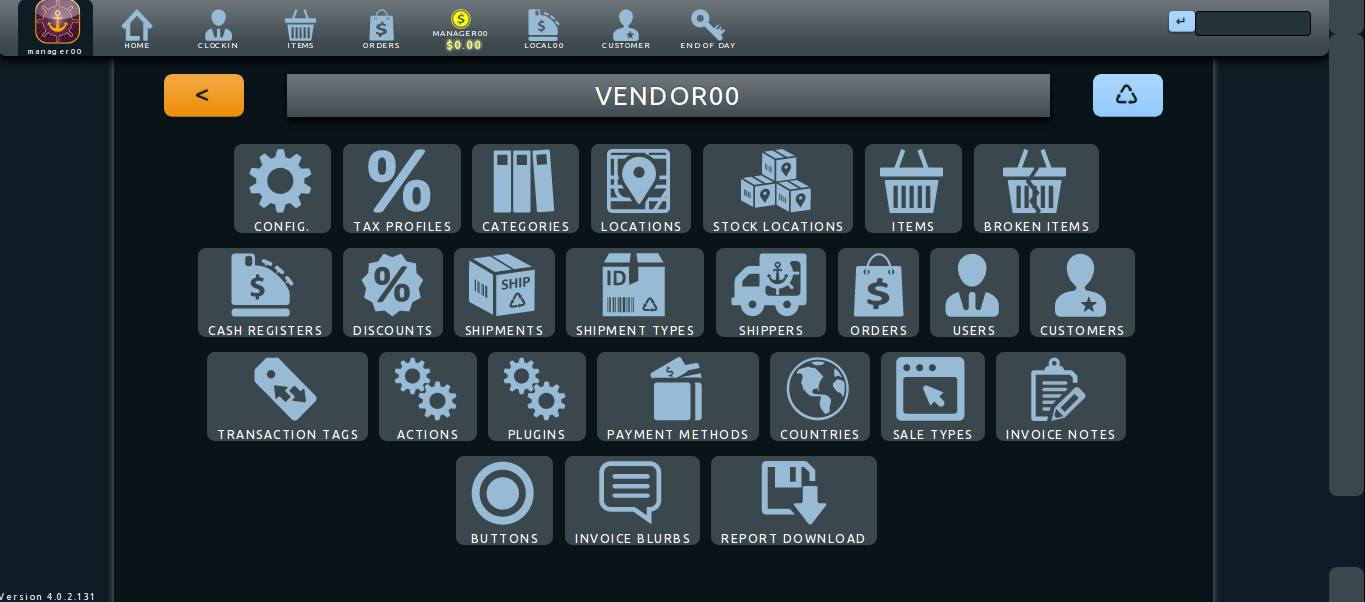 manager00
HOME
CLOCKIN
ITEMS
$
ORDERS
$
MANAGER00
$0.00
$
LOCAL00
CUSTOMER
END OF DAY
↵
<
VENDOR00
CONFIG.
%
TAX PROFILES
CATEGORIES
LOCATIONS
STOCK LOCATIONS
ITEMS
BROKEN ITEMS
$
CASH REGISTERS
%
DISCOUNTS
SHIP
SHIPMENTS
ID
SHIPMENT TYPES
SHIPPERS
$
ORDERS
USERS
CUSTOMERS
TRANSACTION TAGS
ACTIONS
PLUGINS
$
PAYMENT METHODS
COUNTRIES
SALE TYPES
INVOICE NOTES
BUTTONS
INVOICE BLURBS
REPORT DOWNLOAD
Version 4.0.2.131